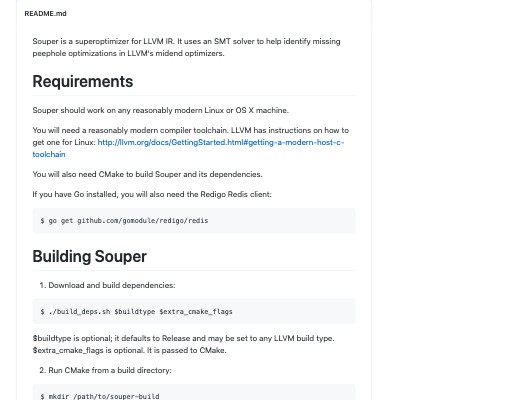 README.md
Souper is a superoptimizer for LLVM IR. It uses an SMT solver to help identify missing
peephole optimizations in LLVM's midend optimizers.
Requirements
Souper should work on any reasonably modern Linux or OS X machine.
You will need a reasonably modern compiler toolchain. LLVM has instructions on how to
get one for Linux: http://llvm.org/docs/GettingStarted.html#getting-a-modern-host-c-
toolchain
You will also need CMake to build Souper and its dependencies.
If you have Go installed, you will also need the Redigo Redis client:
$ go get github.com/gomodule/redigo/redis
Building Souper
1. Download and build dependencies:
$ ./build_deps.sh $buildtype $extra_cmake_flags
$buildtype is optional; it defaults to Release and may be set to any LLVM build type.
$extra_cmake_flags is optional. It is passed to CMake.
2. Run CMake from a build directory:
$ mkdir /path/to/souper-build